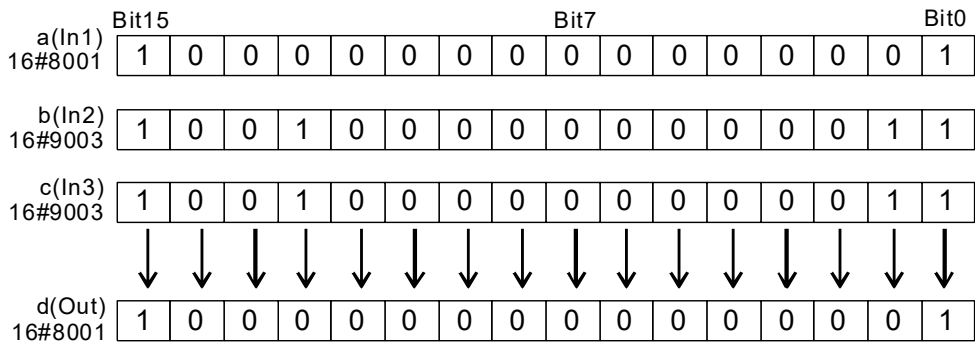 Bit15 Bit7 Bit0
a(In1)
16#8001
1 0 0 0 0 0 0 0 0 0 0 0 0 0 0 1
b(In2)
16#9003
1 0 0 1 0 0 0 0 0 0 0 0 0 0 1 1
c(In3)
16#9003
1 0 0 1 0 0 0 0 0 0 0 0 0 0 1 1
d(Out)
16#8001
1 0 0 0 0 0 0 0 0 0 0 0 0 0 0 1